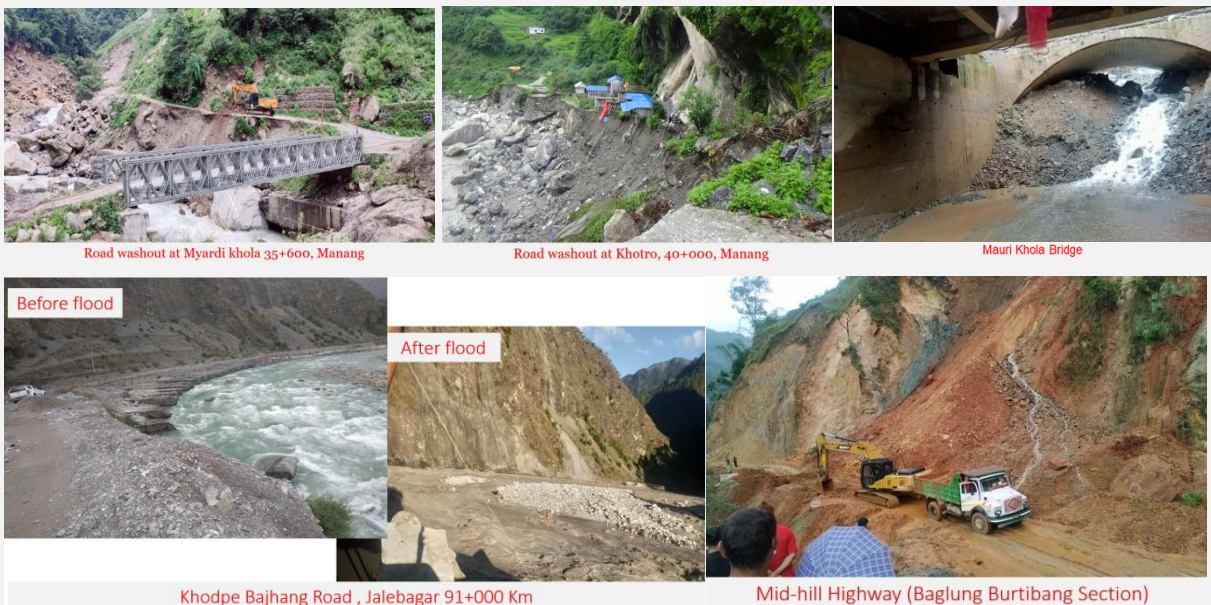 Road washout at Myardi khola 35+600, Manang
Road washout at Khotro, 40+000, Manang
Mauri Khola Bridge
Before flood
After flood
Khodpe Bajhang Road , Jalebagar 91+000 Km
Mid-hill Highway (Baglung Burtibang Section)